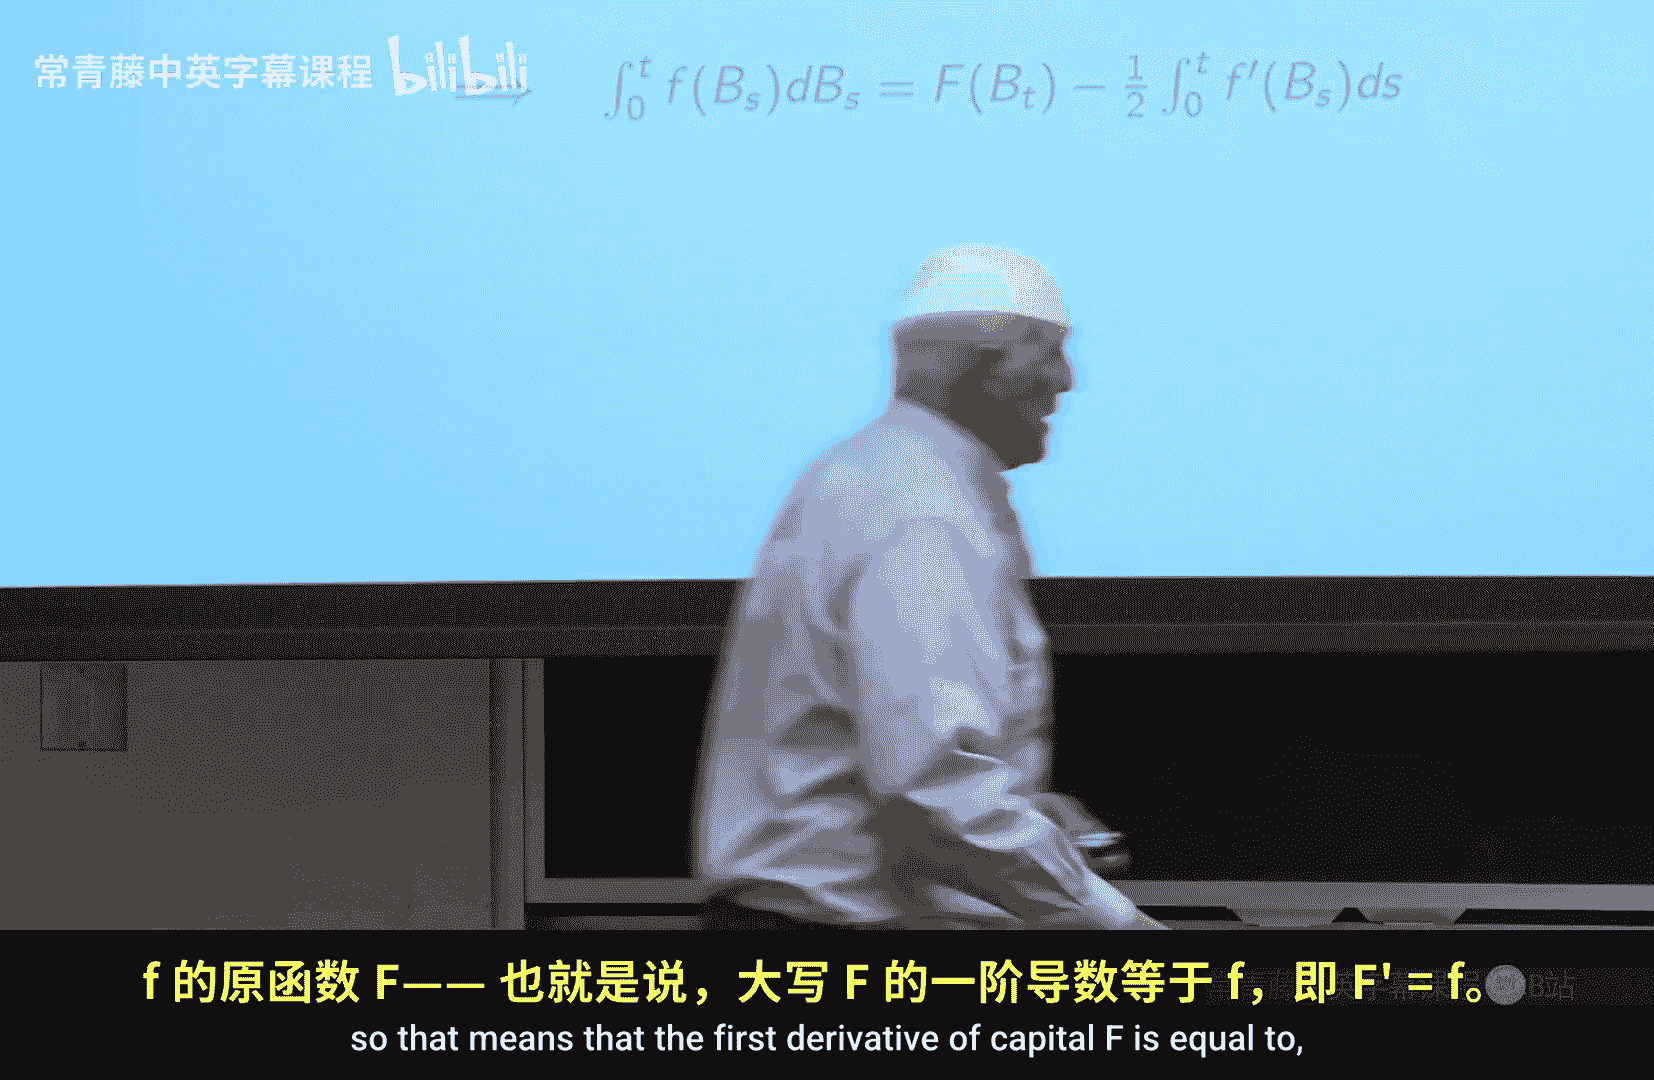 常青藤中英字幕课程 bilibili
→ ∫₀ᵗ f(Bₛ)dBₛ = F(Bₜ) − ½ ∫₀ᵗ f′(Bₛ)ds
f 的原函数 F—— 也就是说，大写 F 的一阶导数等于 f，即 F' = f。
B站
so that means that the first derivative of capital F is equal to,